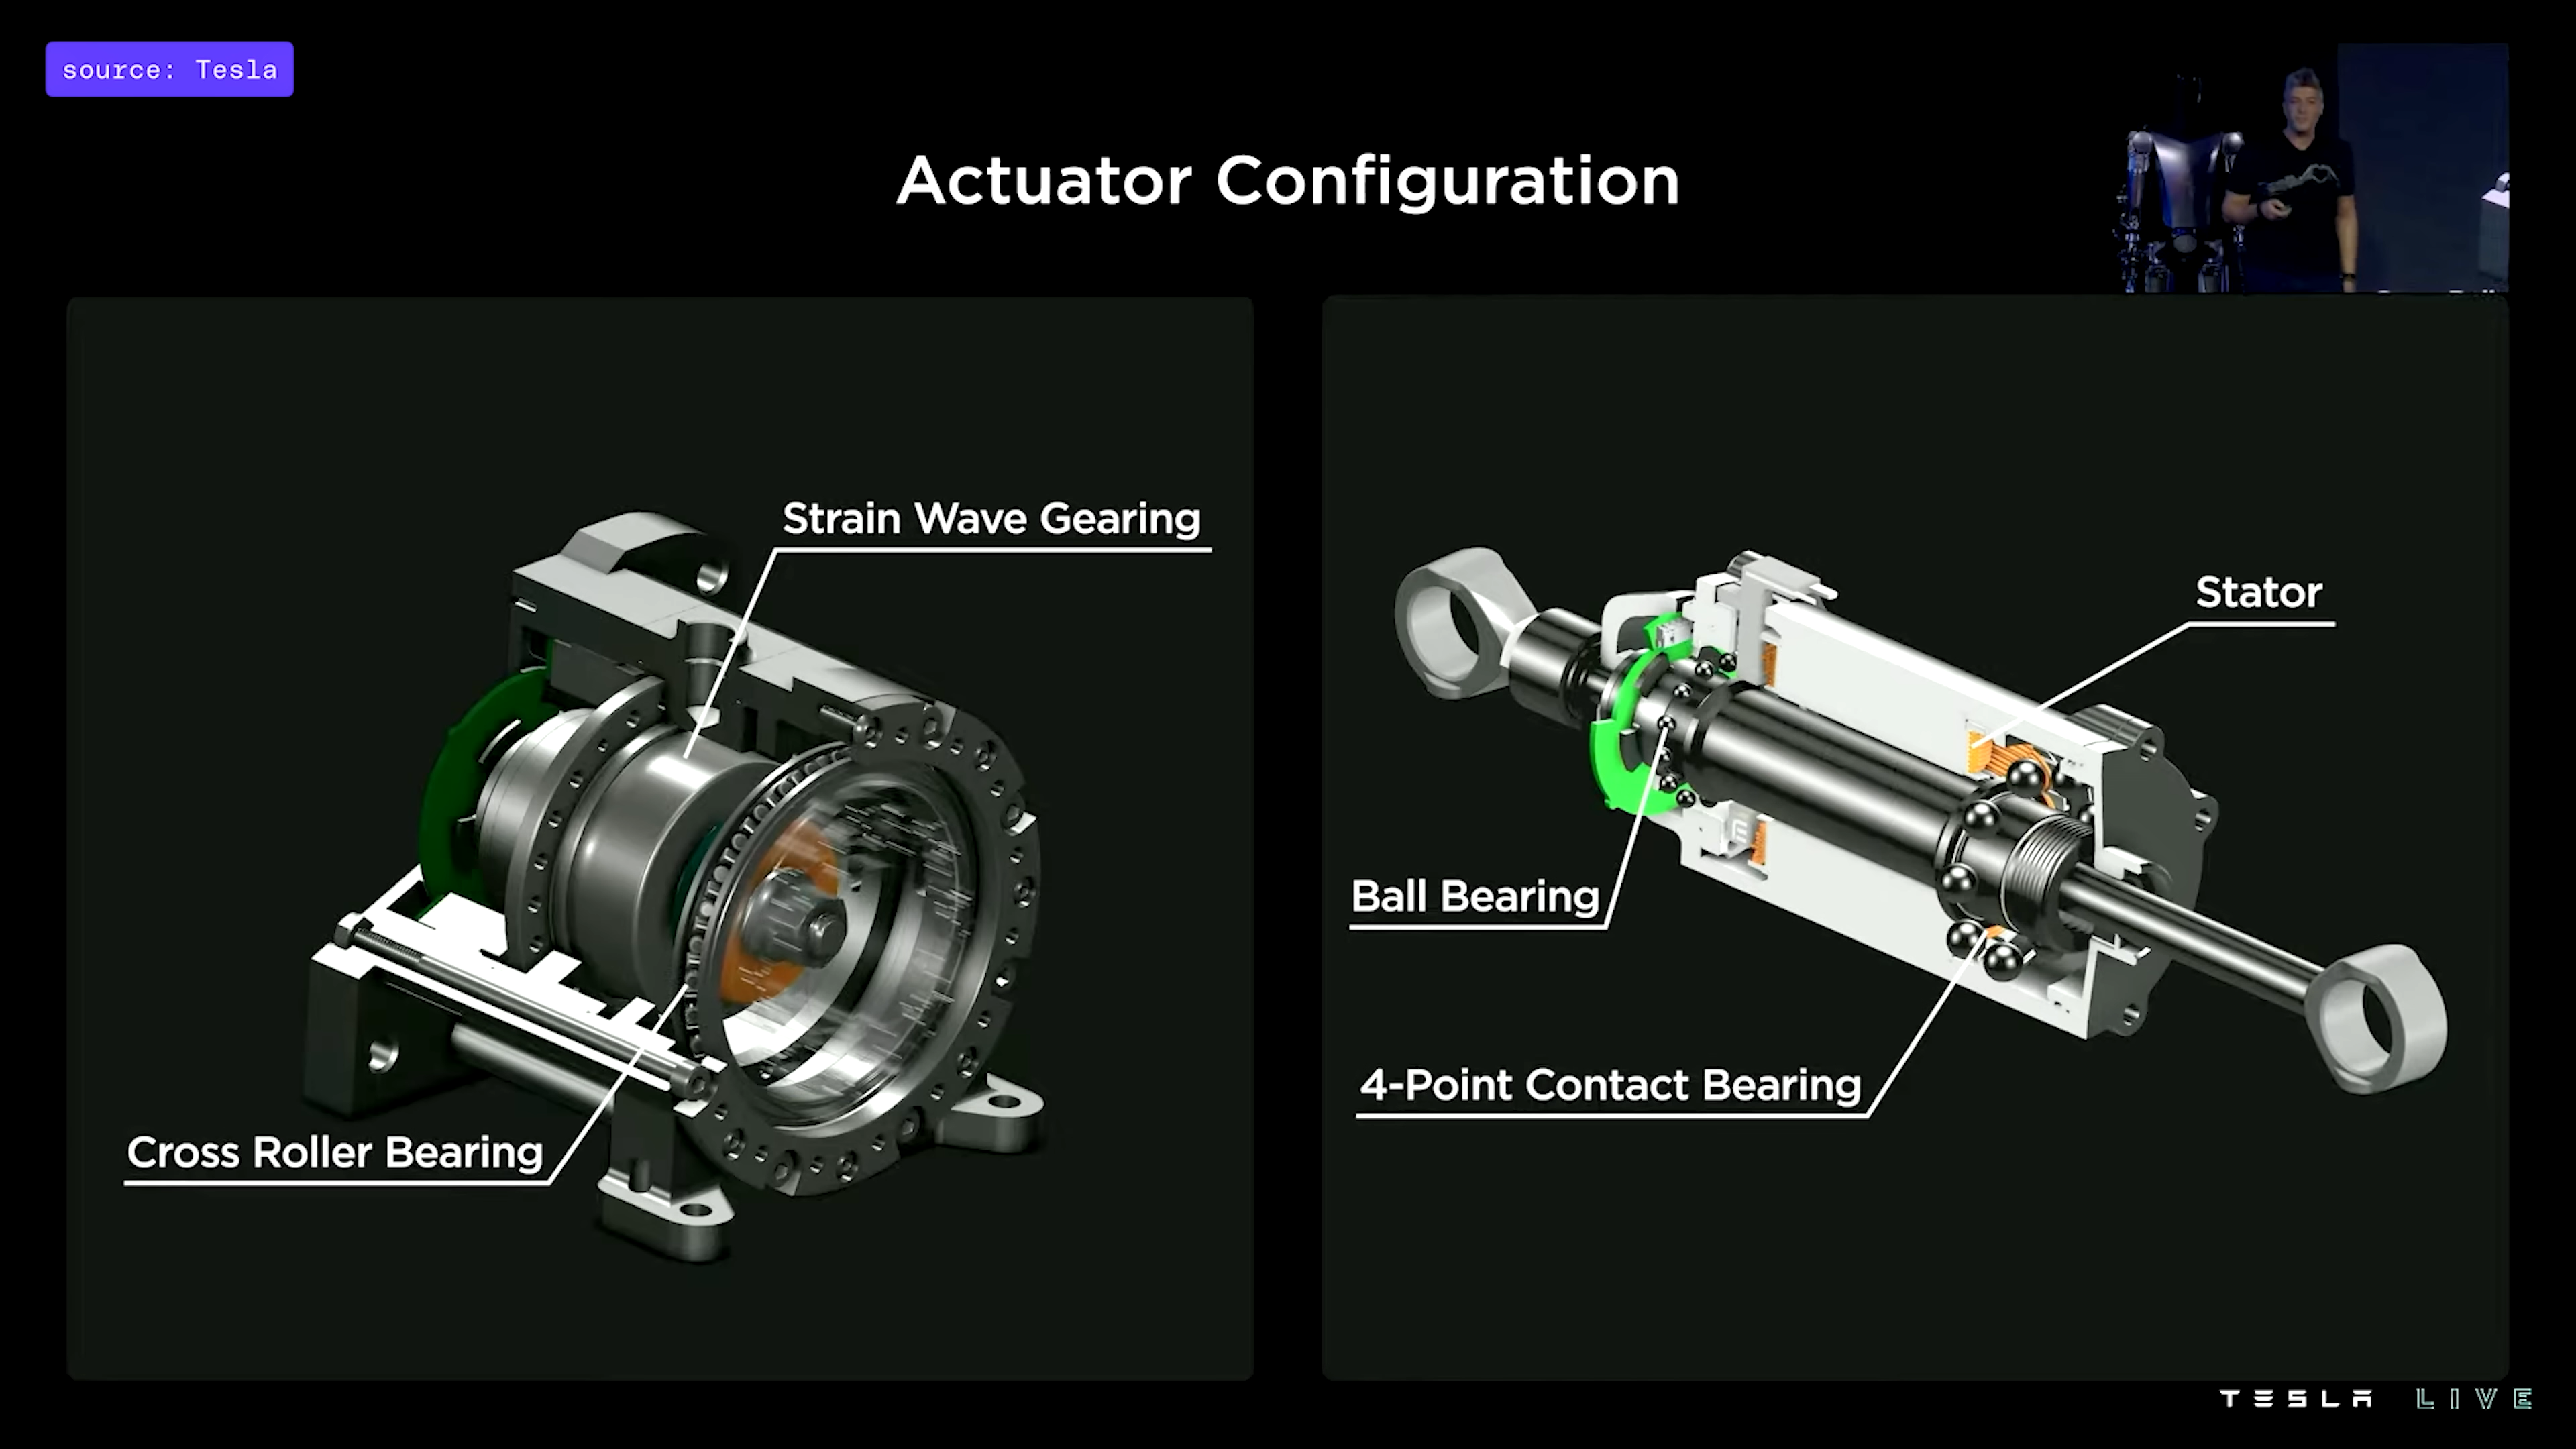 source: Tesla
Actuator Configuration
Strain Wave Gearing
Cross Roller Bearing
Stator
Ball Bearing
4-Point Contact Bearing
TESLA LIVE